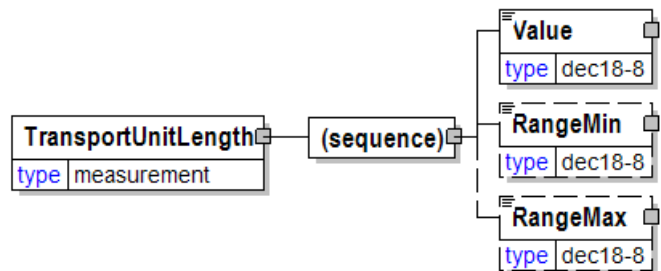 Value
type dec18-8
TransportUnitLength
type measurement
(sequence)
RangeMin
type dec18-8
RangeMax
type dec18-8